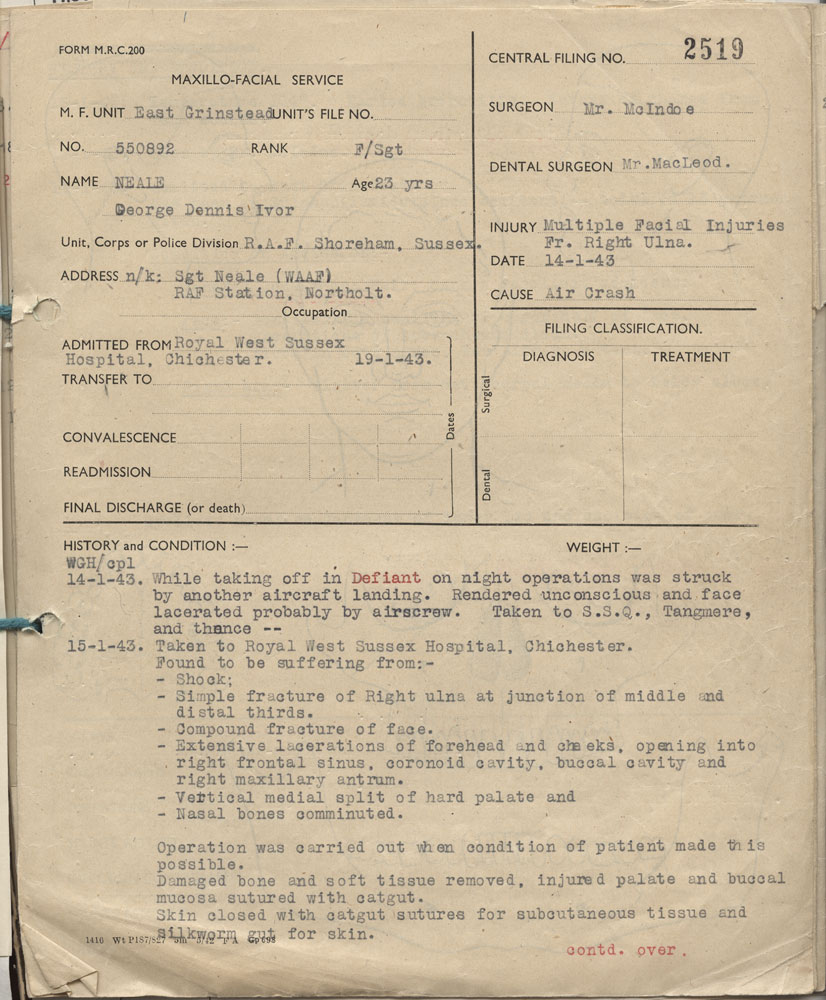 FORM M.R.C.200
MAXILLO-FACIAL SERVICE
M. F. UNIT East Grinstead UNIT'S FILE NO.
NO. 550892 RANK F/Sgt
NAME NEALE Age 23 yrs
George Dennis Ivor
Unit, Corps or Police Division R.A.F. Shoreham, Sussex.
ADDRESS n/k: Sgt Neale (WAAF)
RAF Station, Northolt.
Occupation
ADMITTED FROM Royal West Sussex
Hospital, Chichester. 19-1-43.
TRANSFER TO
CONVALESCENCE
READMISSION
FINAL DISCHARGE (or death)
Dates
CENTRAL FILING NO. 2519
SURGEON Mr. McIndoe
DENTAL SURGEON Mr.MacLeod.
INJURY Multiple Facial Injuries
Fr. Right Ulna.
DATE 14-1-43
CAUSE Air Crash
FILING CLASSIFICATION.
DIAGNOSIS TREATMENT
Surgical
Dental
HISTORY and CONDITION :— WEIGHT :—
WGH/cpl
14-1-43. While taking off in Defiant on night operations was struck
by another aircraft landing. Rendered unconscious and face
lacerated probably by airscrew. Taken to S.S.Q., Tangmere,
and thence --
15-1-43. Taken to Royal West Sussex Hospital, Chichester.
Found to be suffering from:-
- Shock;
- Simple fracture of Right ulna at junction of middle and
distal thirds.
- Compound fracture of face.
- Extensive lacerations of forehead and cheeks, opening into
right frontal sinus, coronoid cavity, buccal cavity and
right maxillary antrum.
- Vertical medial split of hard palate and
- Nasal bones comminuted.
Operation was carried out when condition of patient made this
possible.
Damaged bone and soft tissue removed, injured palate and buccal
mucosa sutured with catgut.
Skin closed with catgut sutures for subcutaneous tissue and
silkworm gut for skin.
1416 Wt P187/827 5m 5/42 F A Gp 698
contd. over.